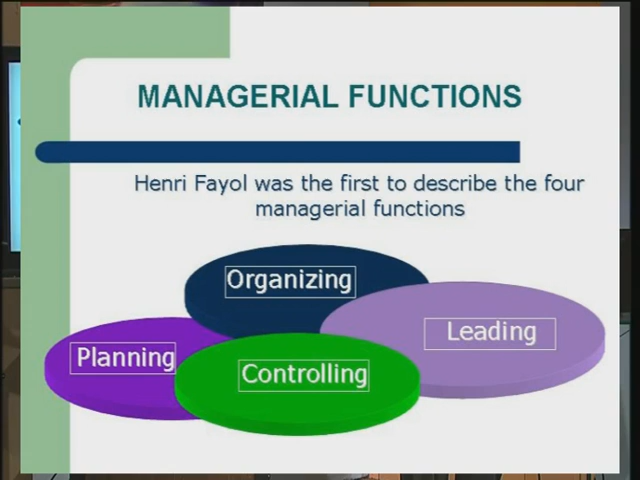 MANAGERIAL FUNCTIONS
Henri Fayol was the first to describe the four
managerial functions
Organizing
Leading
Planning
Controlling